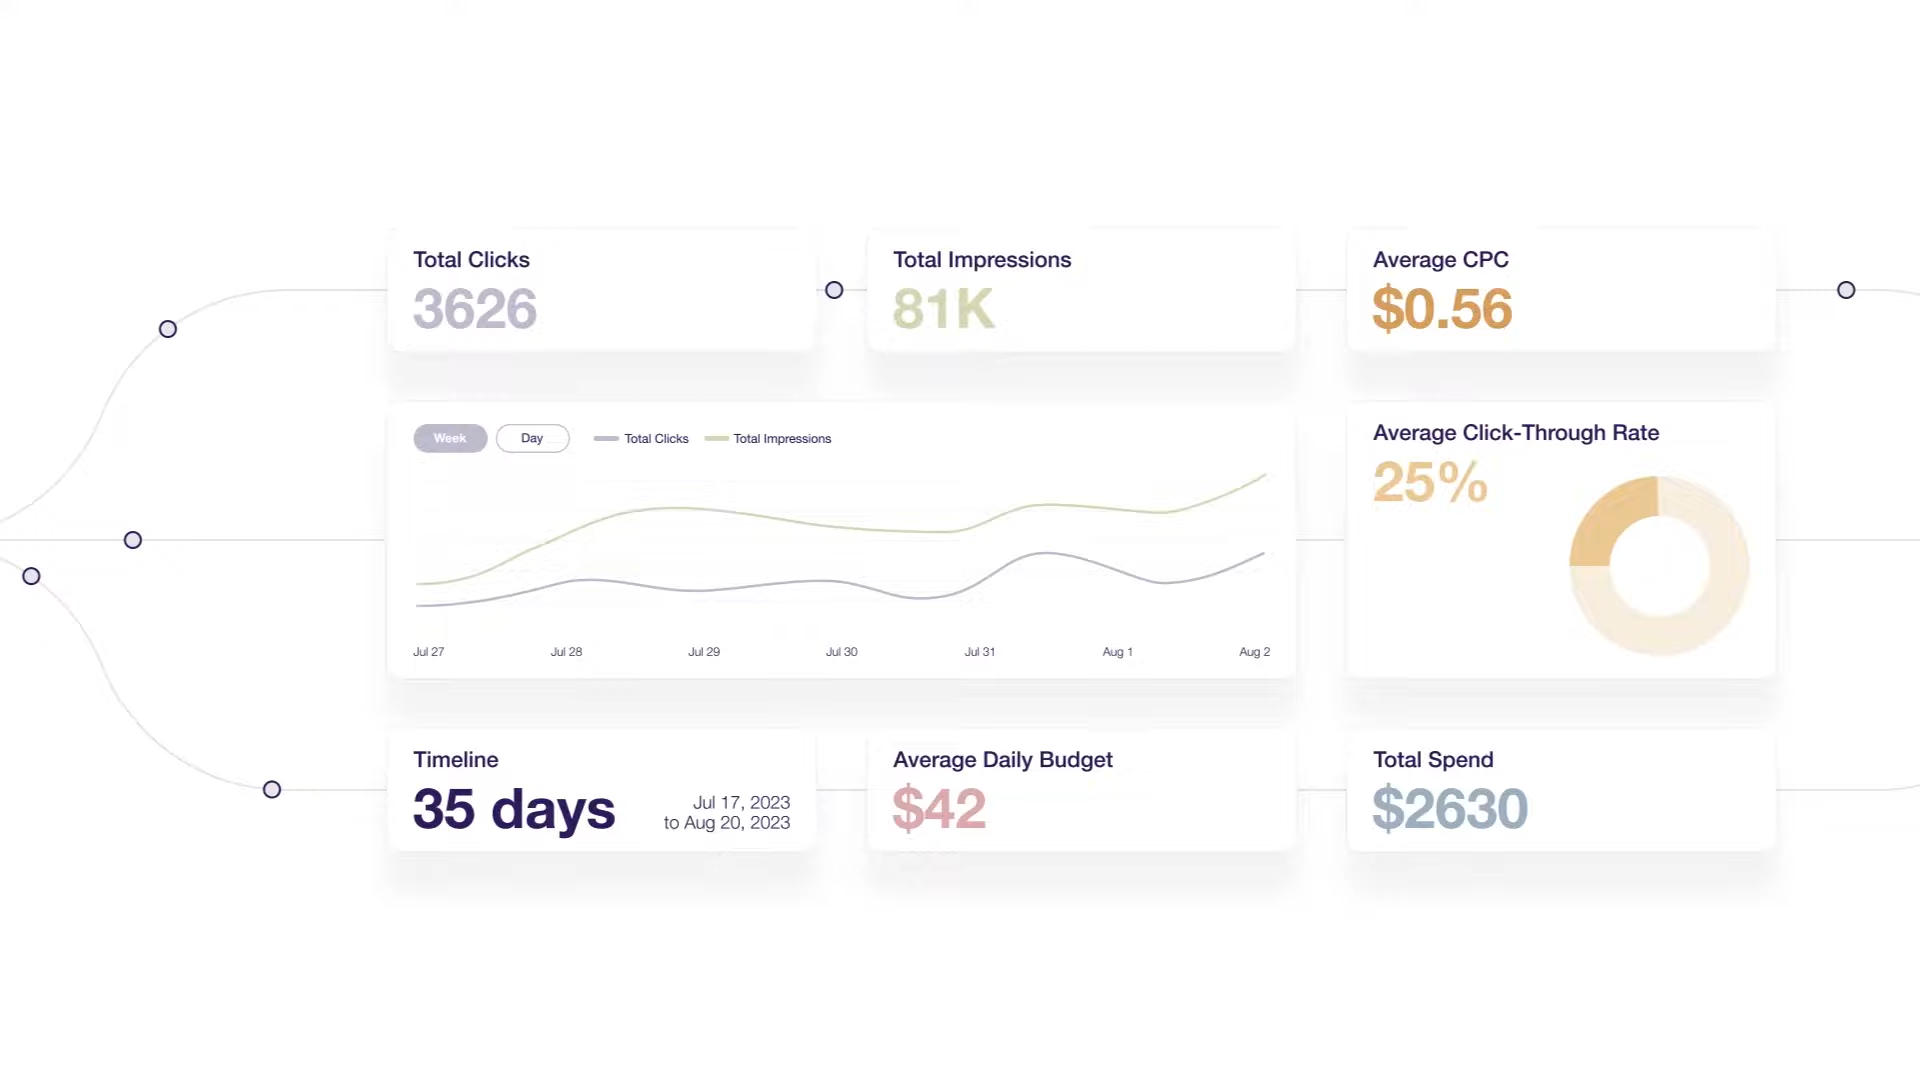 Total Clicks
3626
Total Impressions
81K
Average CPC
$0.56
Week
Day
Total Clicks
Total Impressions
Jul 27
Jul 28
Jul 29
Jul 30
Jul 31
Aug 1
Aug 2
Average Click-Through Rate
25%
Timeline
35 days
Jul 17, 2023
to Aug 20, 2023
Average Daily Budget
$42
Total Spend
$2630